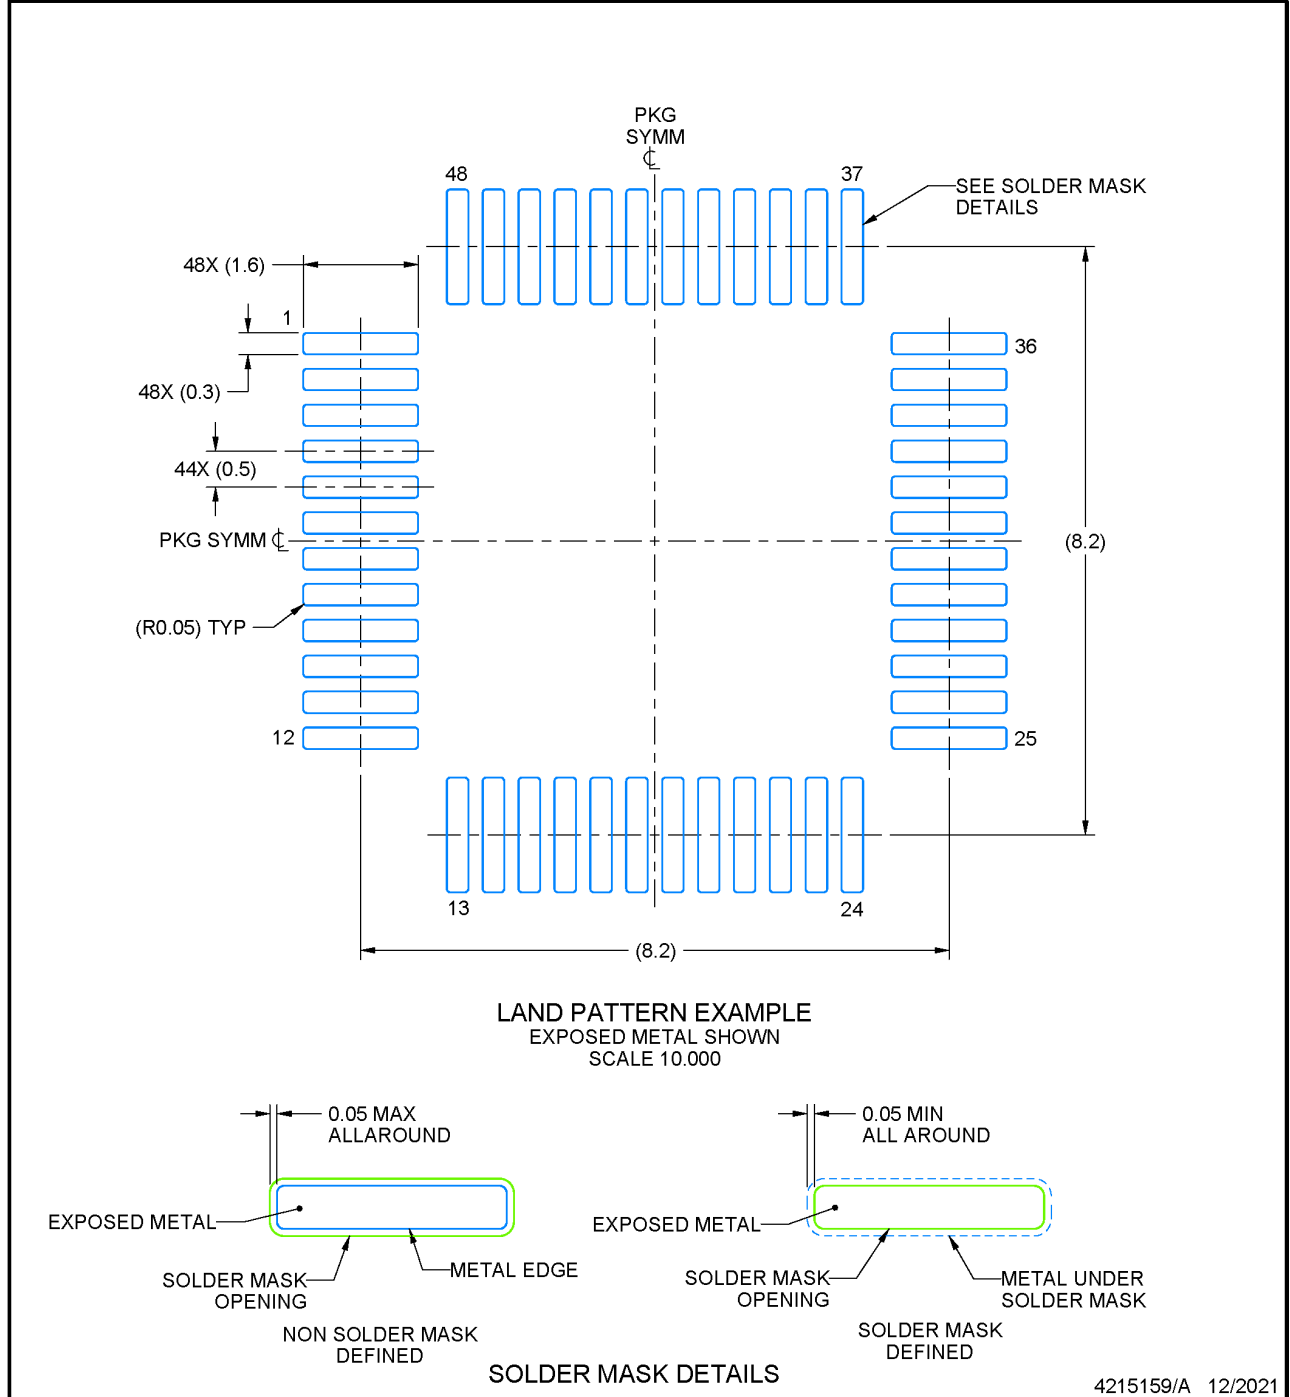 PKG
SYMM
℄
48
37
SEE SOLDER MASK
DETAILS
48X (1.6)
1
36
48X (0.3)
44X (0.5)
PKG SYMM ℄
(8.2)
(R0.05) TYP
12
25
13
24
(8.2)
LAND PATTERN EXAMPLE
EXPOSED METAL SHOWN
SCALE 10.000
0.05 MAX
ALLAROUND
EXPOSED METAL
SOLDER MASK
OPENING
METAL EDGE
NON SOLDER MASK
DEFINED
0.05 MIN
ALL AROUND
EXPOSED METAL
SOLDER MASK
OPENING
METAL UNDER
SOLDER MASK
SOLDER MASK
DEFINED
SOLDER MASK DETAILS
4215159/A 12/2021